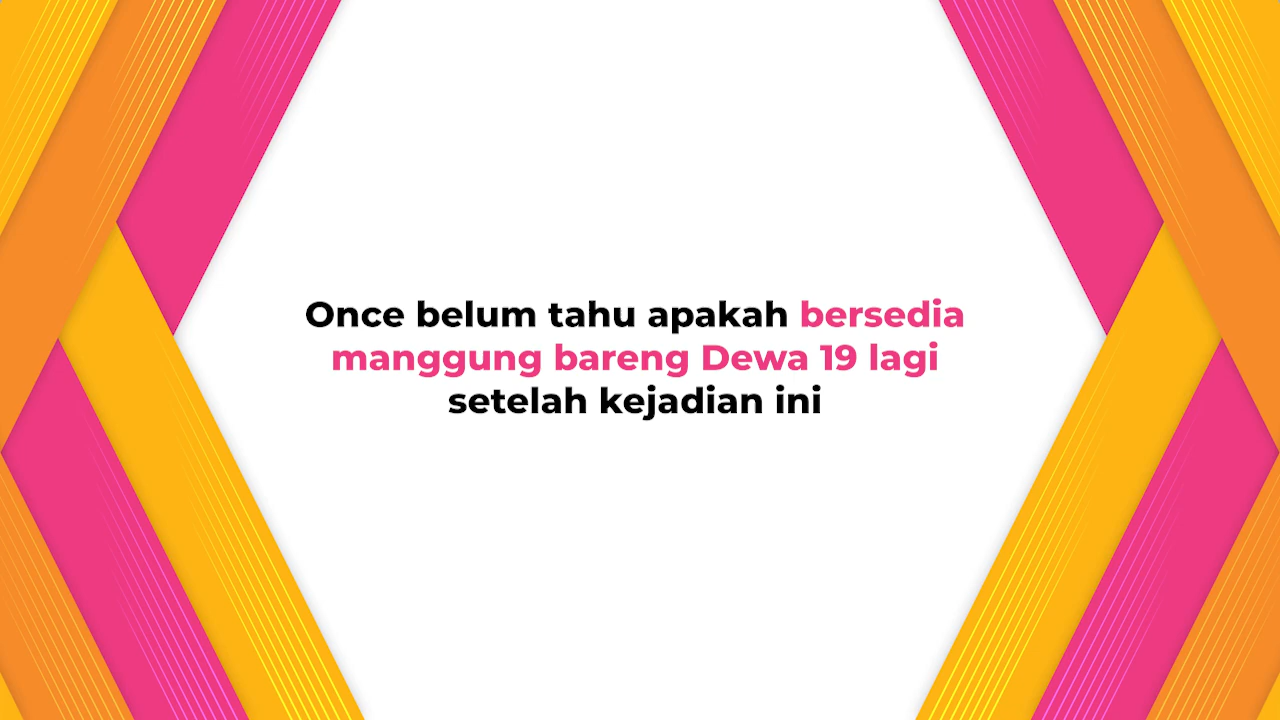 Once belum tahu apakah bersedia
manggung bareng Dewa 19 lagi
setelah kejadian ini